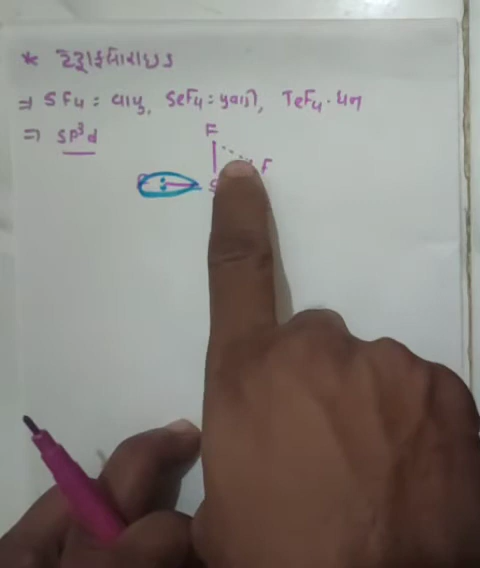 * ટેટ્રાફ્લોરાઇડ
⇒ SF4 = વાયુ, SeF4 = પ્રવાહી, TeF4 · ઘન
⇒ SP³d
F
F
S